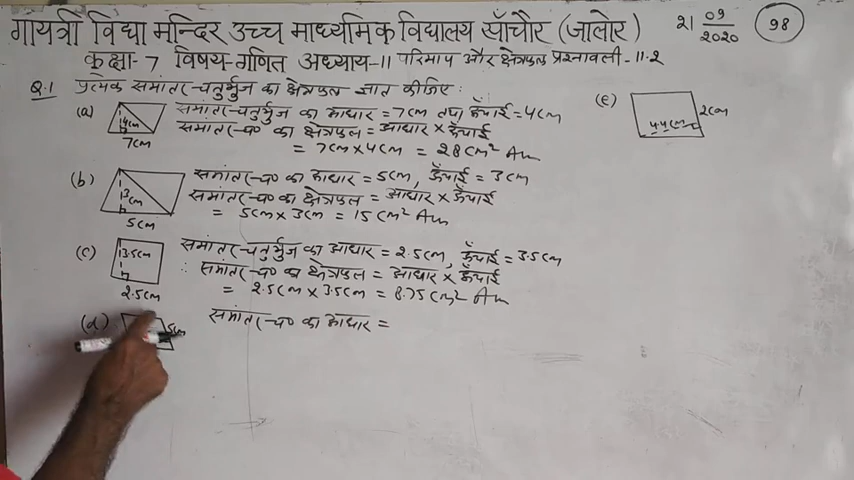 गायत्री विद्या मन्दिर उच्च माध्यमिक विद्यालय साँचौर (जालोर) 21 09/2020 98
कक्षा-7 विषय-गणित अध्याय-11 परिमाप और क्षेत्रफल प्रश्नावली-11.2
Q.1 प्रत्येक समांतर-चतुर्भुज का क्षेत्रफल ज्ञात कीजिए:
(a) 4cm 7cm समांतर-चतुर्भुज का आधार = 7cm तथा ऊँचाई = 4cm
समांतर-च० का क्षेत्रफल = आधार × ऊँचाई
= 7cm × 4cm = 28cm² Ans
(b) 3cm 5cm समांतर-च० का आधार = 5cm, ऊँचाई = 3cm
समांतर-च० का क्षेत्रफल = आधार × ऊँचाई
= 5cm × 3cm = 15cm² Ans
(c) 3.5cm 2.5cm समांतर-चतुर्भुज का आधार = 2.5cm, ऊँचाई = 3.5cm
∴ समांतर-च० का क्षेत्रफल = आधार × ऊँचाई
= 2.5cm × 3.5cm = 8.75cm² Ans
(d) 5cm समांतर-च० का आधार =
(e) 2cm 4.4cm